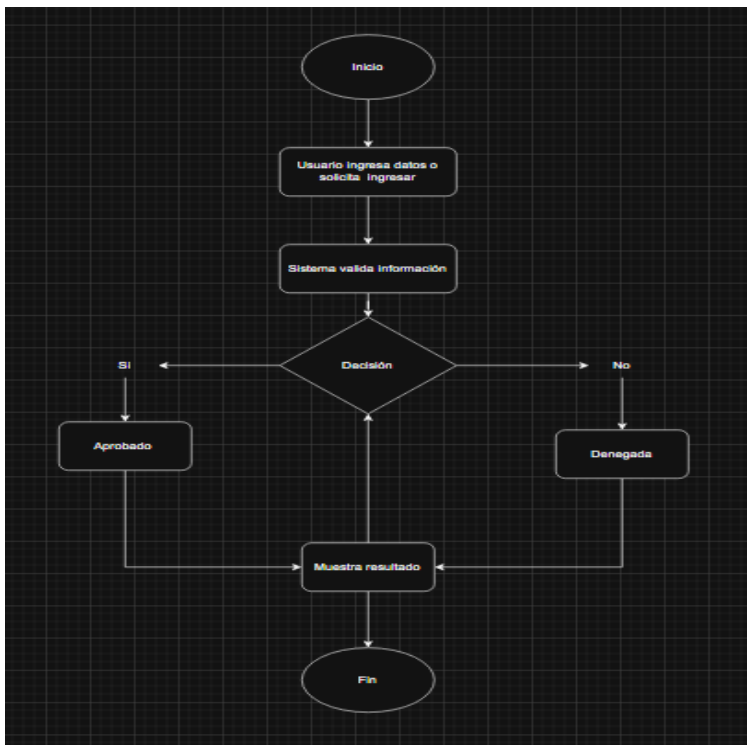 Inicio
Usuario ingresa datos o
solicita ingresar
Sistema valida información
Si
Decisión
No
Aprobado
Denegada
Muestra resultado
Fin